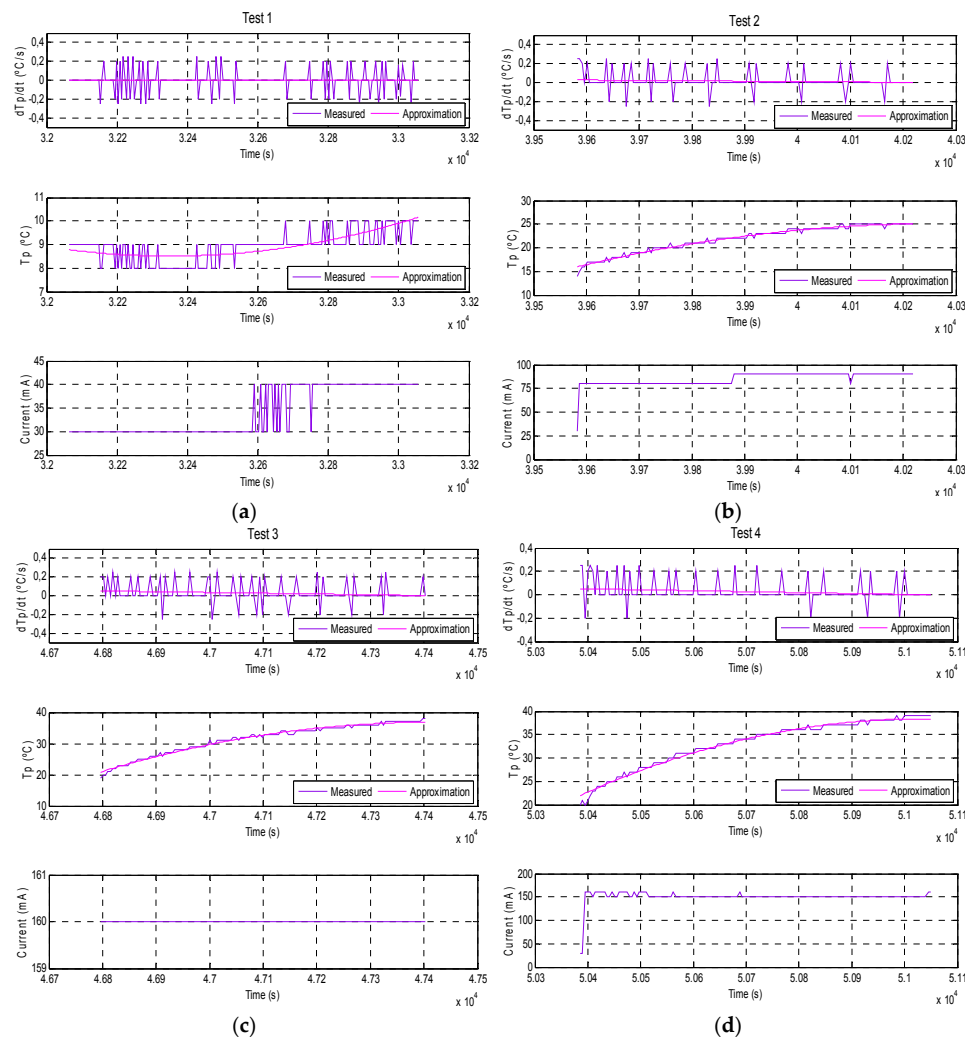 Test 1
dTp/dt (ºC/s)
0,4
0,2
0
-0,2
-0,4
Measured
Approximation
3.2
3.22
3.24
3.26
3.28
3.3
3.32
Time (s)
x 10⁴
Tp (ºC)
11
10
9
8
7
Measured
Approximation
3.2
3.22
3.24
3.26
3.28
3.3
3.32
Time (s)
x 10⁴
Current (mA)
45
40
35
30
25
3.2
3.22
3.24
3.26
3.28
3.3
3.32
Time (s)
x 10⁴
(a)
Test 2
dTp/dt (ºC/s)
0,4
0,2
0
-0,2
-0,4
Measured
Approximation
3.95
3.96
3.97
3.98
3.99
4
4.01
4.02
4.03
Time (s)
x 10⁴
Tp (ºC)
30
25
20
15
10
Measured
Approximation
3.95
3.96
3.97
3.98
3.99
4
4.01
4.02
4.03
Time (s)
x 10⁴
Current (mA)
100
75
50
25
0
3.95
3.96
3.97
3.98
3.99
4
4.01
4.02
4.03
Time (s)
x 10⁴
(b)
Test 3
dTp/dt (ºC/s)
0,4
0,2
0
-0,2
-0,4
Measured
Approximation
4.67
4.68
4.69
4.7
4.71
4.72
4.73
4.74
4.75
Time (s)
x 10⁴
Tp (ºC)
40
30
20
10
Measured
Approximation
4.67
4.68
4.69
4.7
4.71
4.72
4.73
4.74
4.75
Time (s)
x 10⁴
Current (mA)
161
160
159
4.67
4.68
4.69
4.7
4.71
4.72
4.73
4.74
4.75
Time (s)
x 10⁴
(c)
Test 4
dTp/dt (ºC/s)
0,4
0,2
0
-0,2
-0,4
Measured
Approximation
5.03
5.04
5.05
5.06
5.07
5.08
5.09
5.1
5.11
Time (s)
x 10⁴
Tp (ºC)
40
35
30
25
20
Measured
Approximation
5.03
5.04
5.05
5.06
5.07
5.08
5.09
5.1
5.11
Time (s)
x 10⁴
Current (mA)
200
150
100
50
0
5.03
5.04
5.05
5.06
5.07
5.08
5.09
5.1
5.11
Time (s)
x 10⁴
(d)